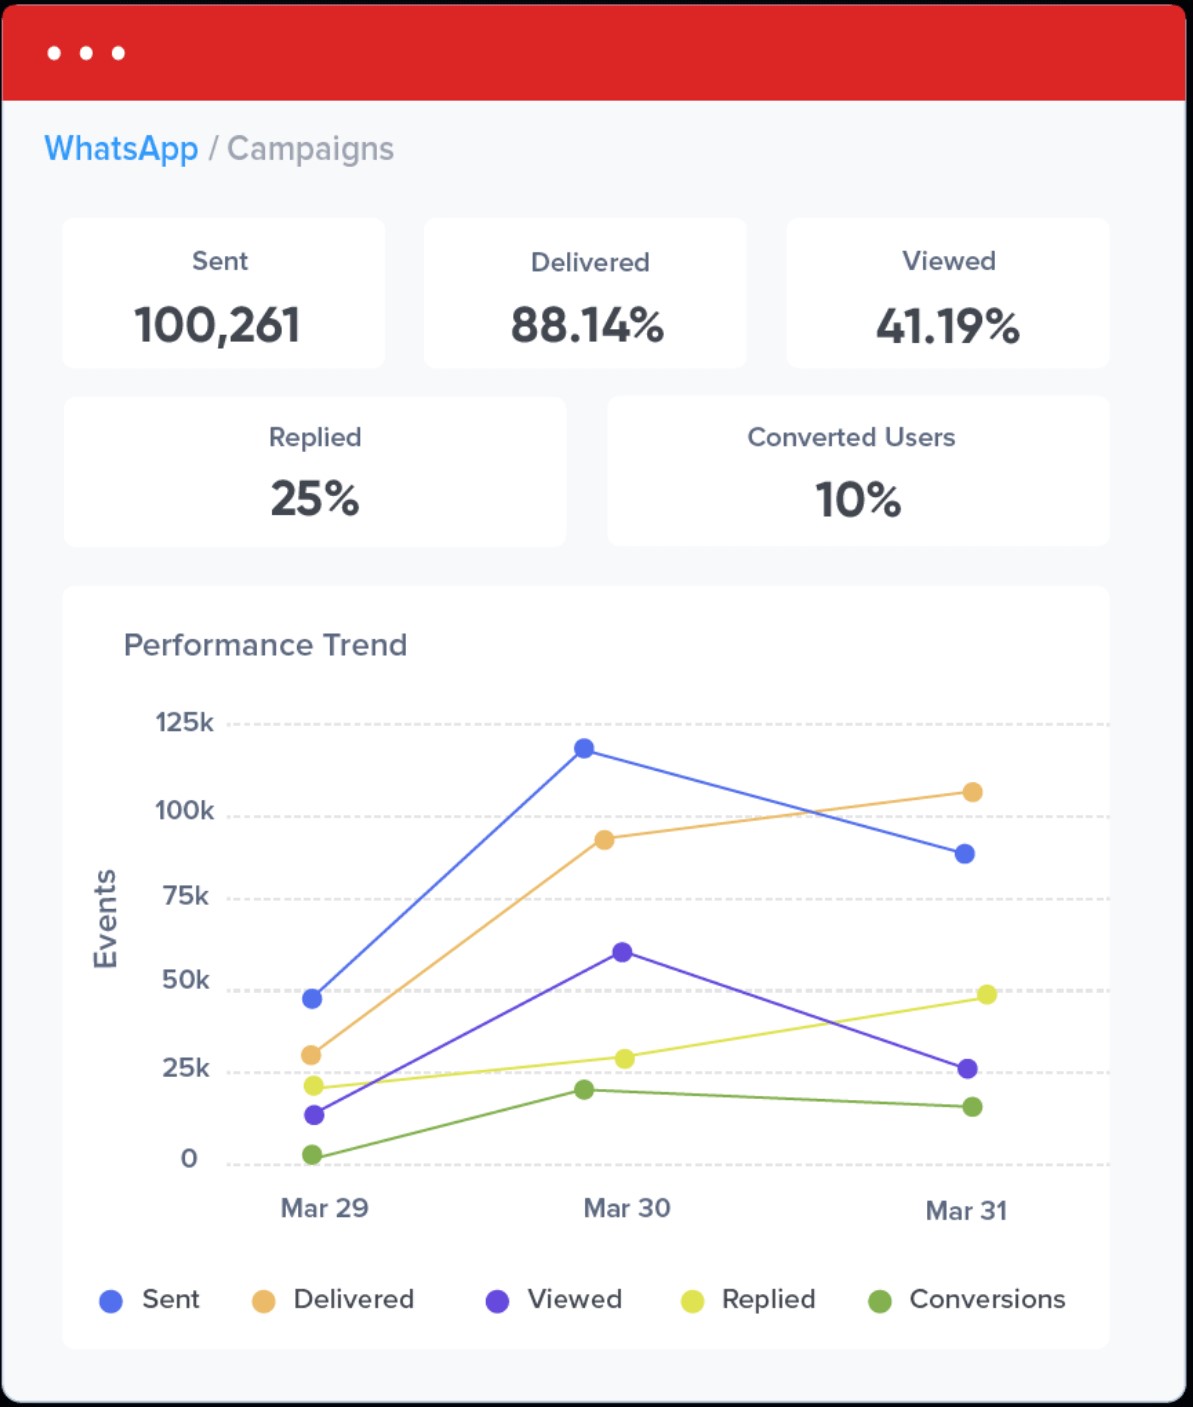 WhatsApp / Campaigns
Sent
100,261
Delivered
88.14%
Viewed
41.19%
Replied
25%
Converted Users
10%
Performance Trend
Events
125k
100k
75k
50k
25k
0
Mar 29
Mar 30
Mar 31
Sent
Delivered
Viewed
Replied
Conversions